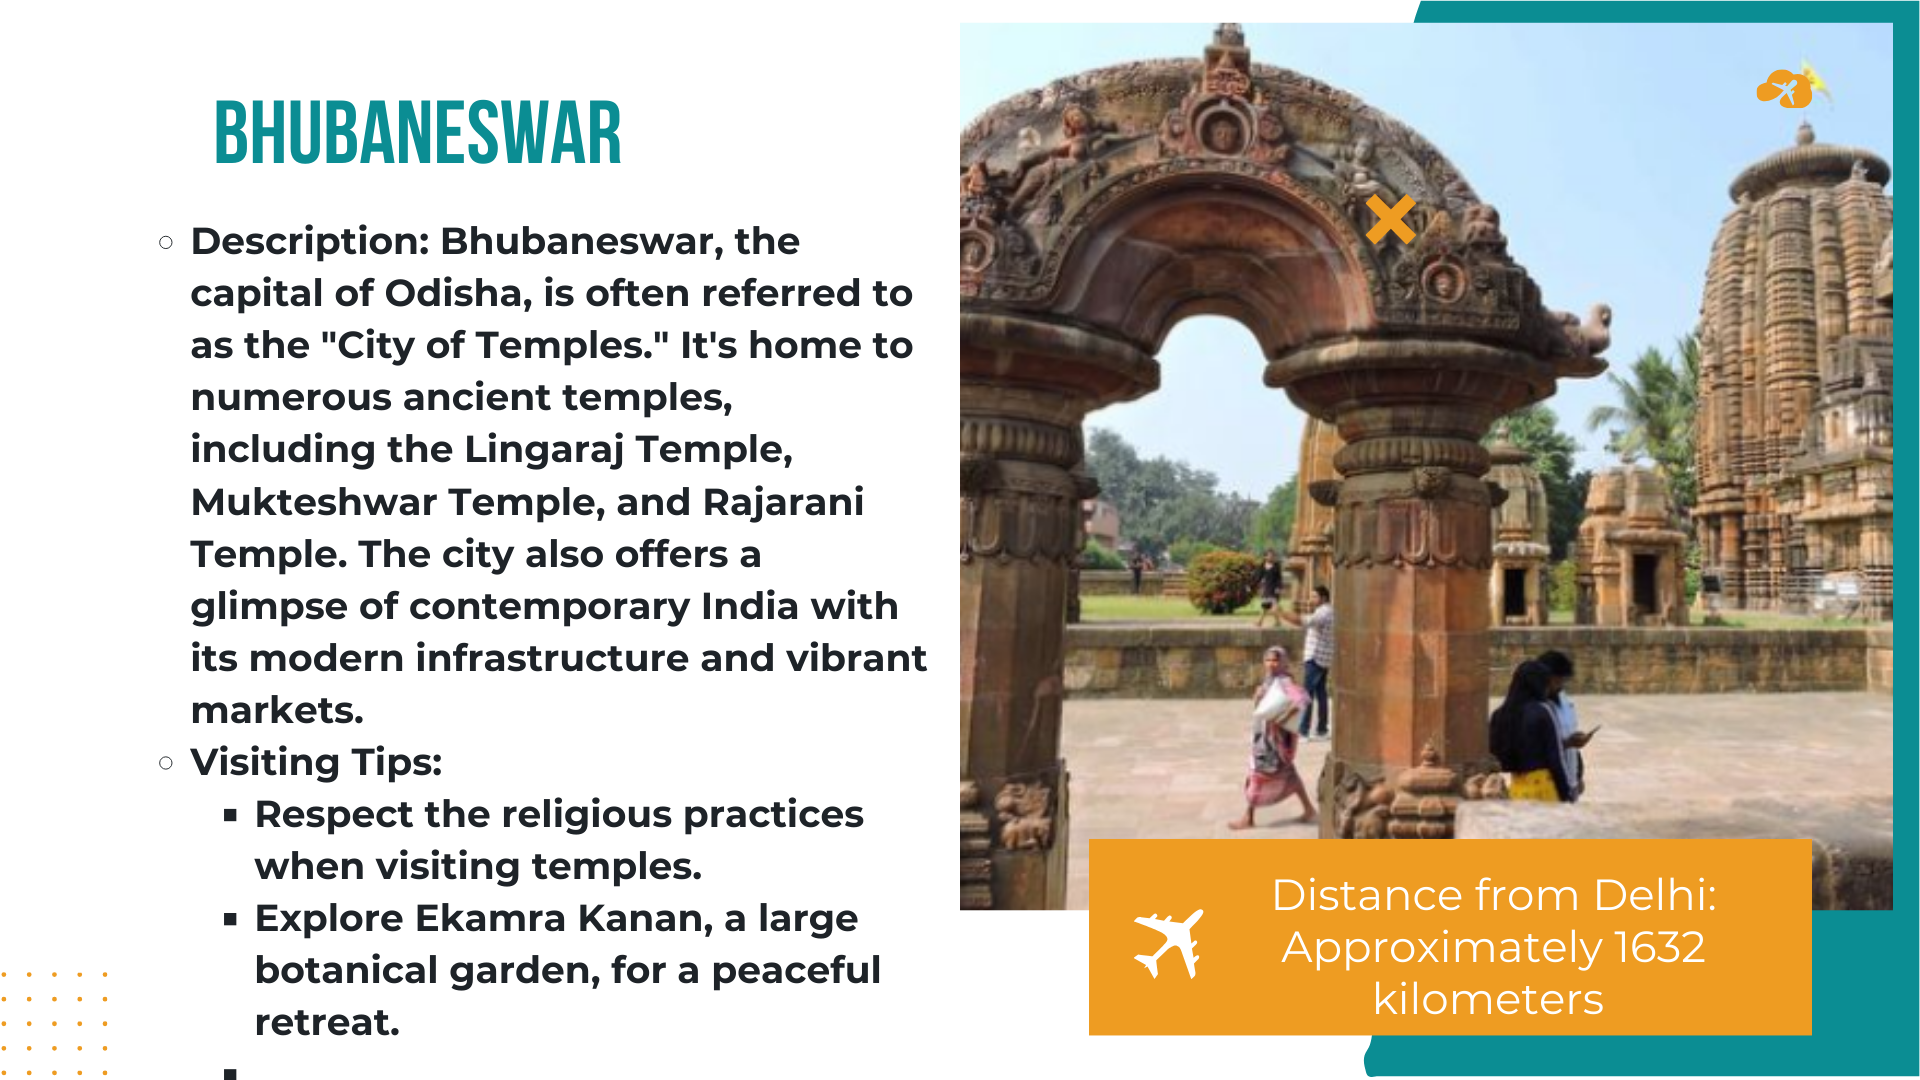 BHUBANESWAR
Description: Bhubaneswar, the
capital of Odisha, is often referred to
as the "City of Temples." It's home to
numerous ancient temples,
including the Lingaraj Temple,
Mukteshwar Temple, and Rajarani
Temple. The city also offers a
glimpse of contemporary India with
its modern infrastructure and vibrant
markets.
Visiting Tips:
Respect the religious practices
when visiting temples.
Explore Ekamra Kanan, a large
botanical garden, for a peaceful
retreat.
Distance from Delhi:
Approximately 1632
kilometers